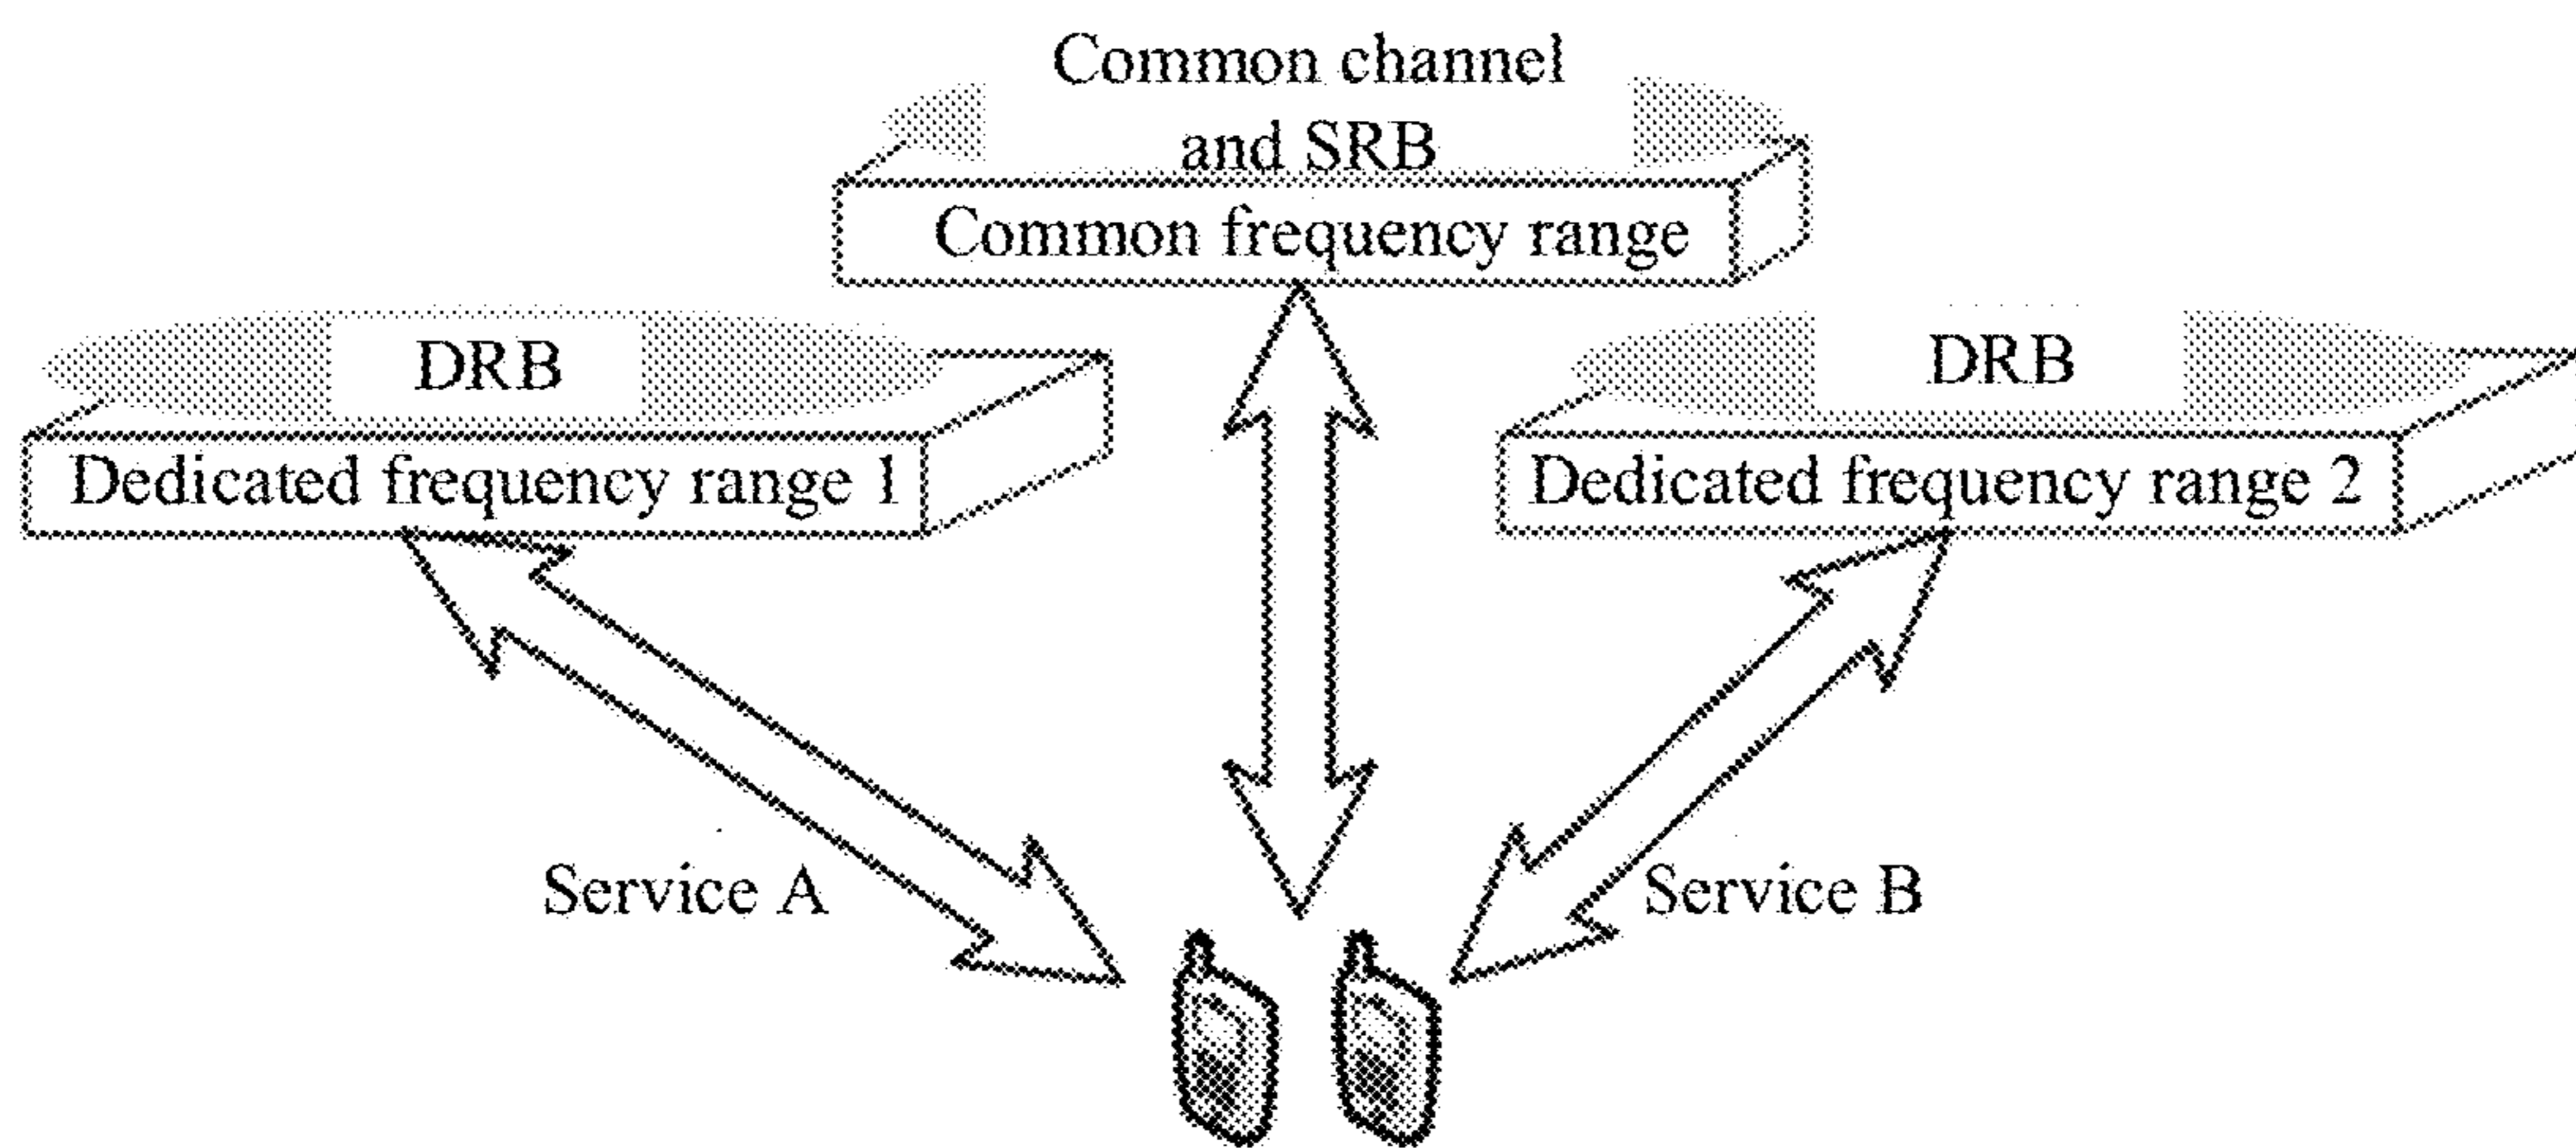 Common channel
and SRB
Common frequency range
DRB
Dedicated frequency range 1
DRB
Dedicated frequency range 2
Service A
Service B